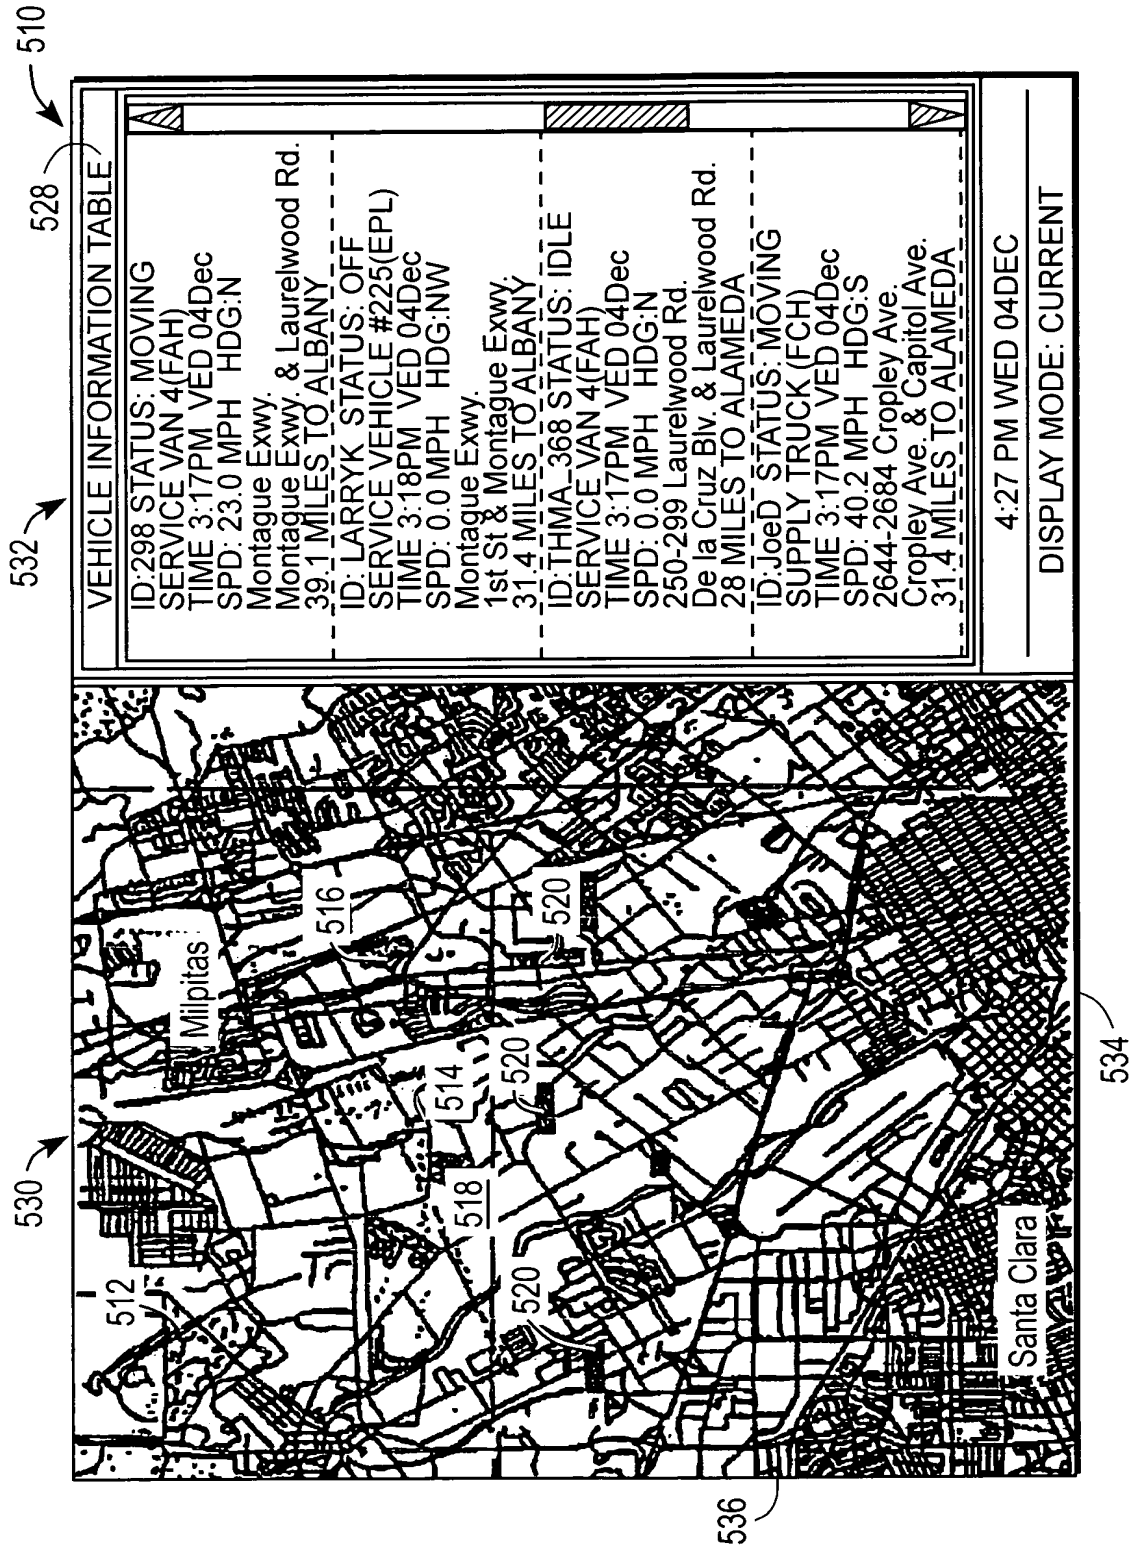 510
532
528
530
VEHICLE INFORMATION TABLE
ID:298 STATUS: MOVING
SERVICE VAN 4(FAH)
TIME 3:17PM VED 04Dec
SPD: 23.0 MPH HDG:N
Montague Exwy.
Montague Exwy. & Laurelwood Rd.
39.1 MILES TO ALBANY
ID: LARRYK STATUS: OFF
SERVICE VEHICLE #225(EPL)
TIME 3:18PM VED 04Dec
SPD: 0.0 MPH HDG:NW
Montague Exwy.
1st St & Montague Exwy.
31.4 MILES TO ALBANY
ID:THMA_368 STATUS: IDLE
SERVICE VAN 4(FAH)
TIME 3:17PM VED 04Dec
SPD: 0.0 MPH HDG:N
250-299 Laurelwood Rd.
De la Cruz Blv. & Laurelwood Rd.
28 MILES TO ALAMEDA
ID:JoeD STATUS: MOVING
SUPPLY TRUCK (FCH)
TIME 3:17PM VED 04Dec
SPD: 40.2 MPH HDG:S
2644-2684 Cropley Ave.
Cropley Ave. & Capitol Ave.
31.4 MILES TO ALAMEDA
4:27 PM WED 04DEC
DISPLAY MODE: CURRENT
512
Milpitas
516
514
518
520
520
520
Santa Clara
536
534